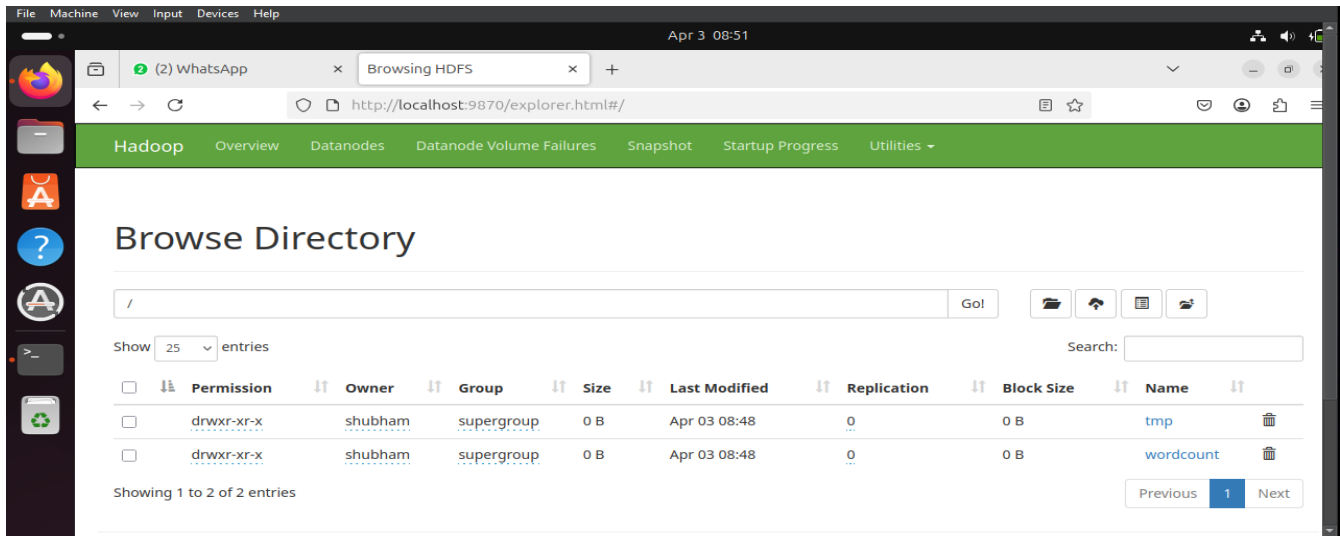 File Machine View Input Devices Help
Apr 3 08:51
2 (2) WhatsApp × Browsing HDFS × +
http://localhost:9870/explorer.html#/
Hadoop Overview Datanodes Datanode Volume Failures Snapshot Startup Progress Utilities
Browse Directory
/ Go!
Show 25 entries Search:
Permission Owner Group Size Last Modified Replication Block Size Name
drwxr-xr-x shubham supergroup 0 B Apr 03 08:48 0 0 B tmp
drwxr-xr-x shubham supergroup 0 B Apr 03 08:48 0 0 B wordcount
Showing 1 to 2 of 2 entries Previous 1 Next